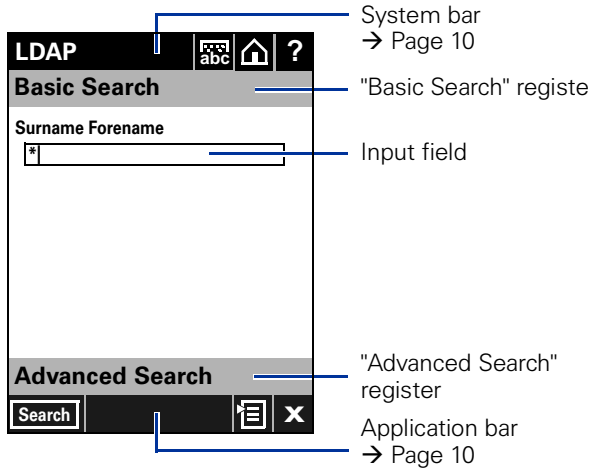 System bar
→ Page 10
LDAP abc ?
Basic Search
"Basic Search" registe
Surname Forename
*
Input field
Advanced Search
"Advanced Search"
register
Search x
Application bar
→ Page 10